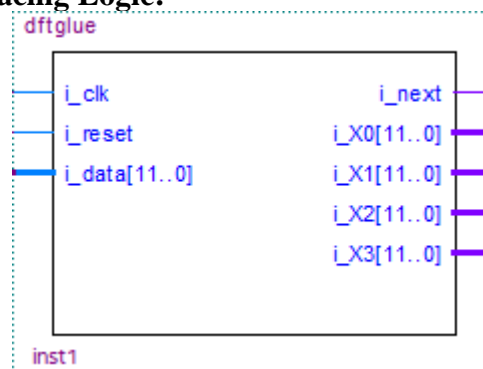 Logic:
dftglue
i_clk i_next
i_reset i_X0[11..0]
i_data[11..0] i_X1[11..0]
i_X2[11..0]
i_X3[11..0]
inst1